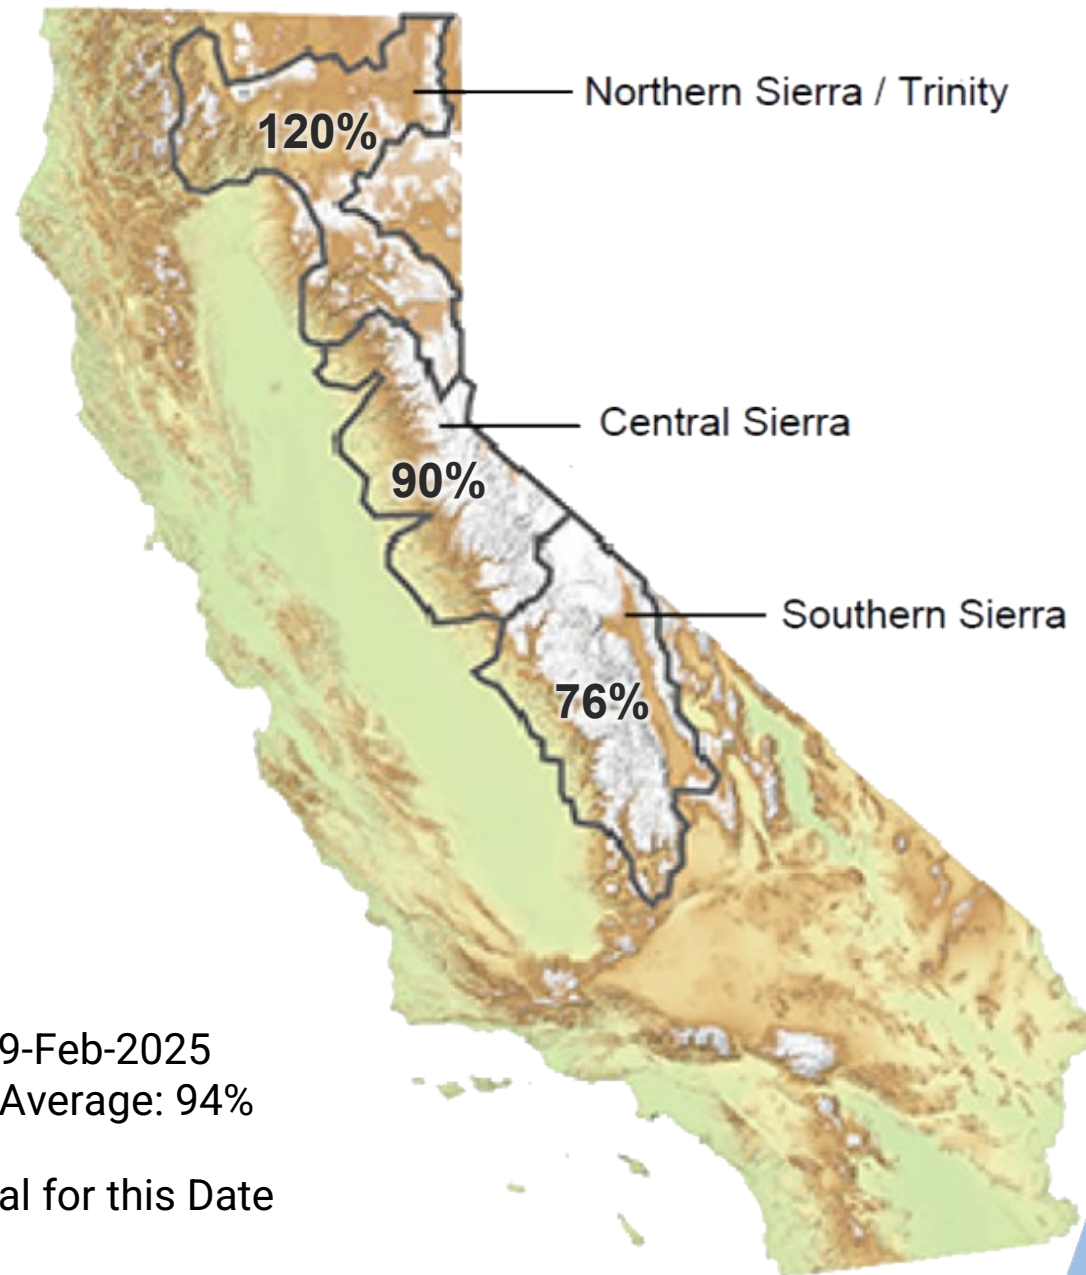 Northern Sierra / Trinity
120%
Central Sierra
90%
Southern Sierra
76%
9-Feb-2025
Average: 94%
al for this Date